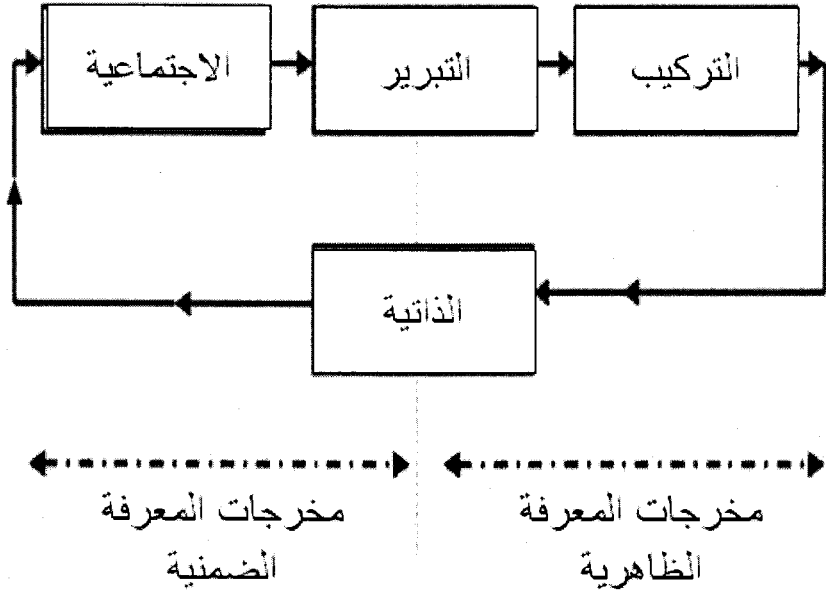 الاجتماعية
التبرير
التركيب
الذاتية
مخرجات المعرفة
الضمنية
مخرجات المعرفة
الظاهرية